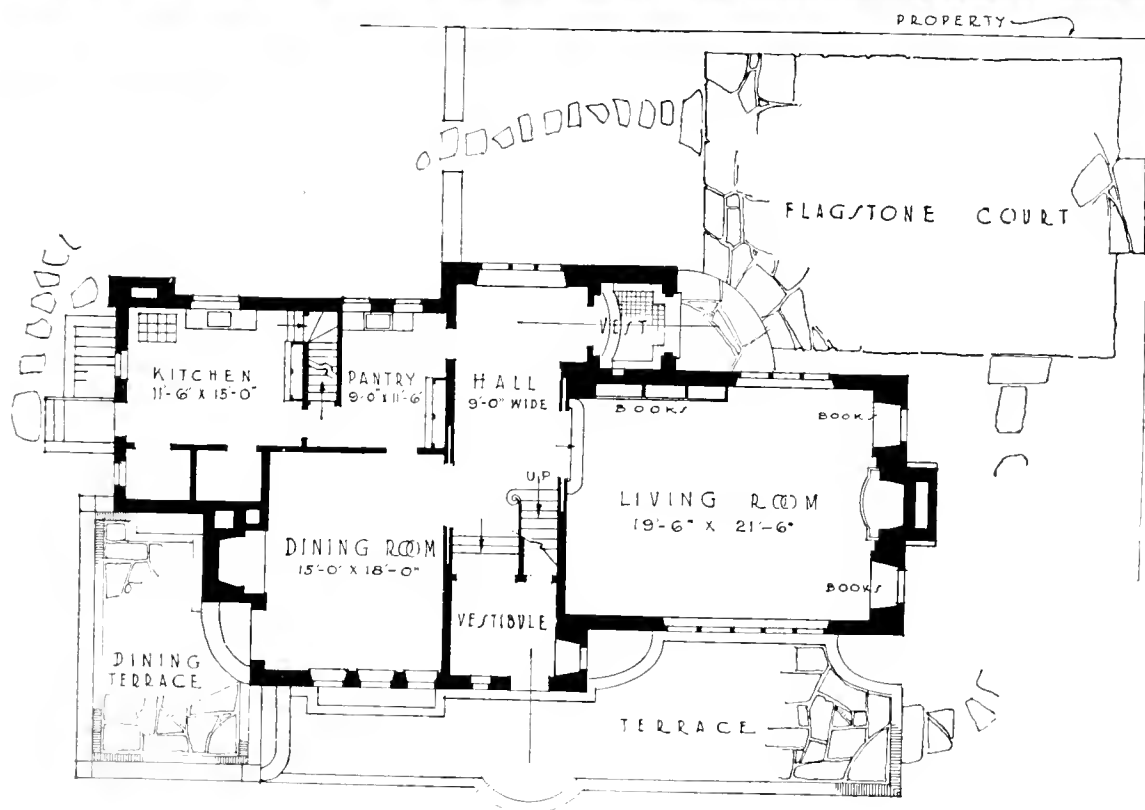 PROPERTY
FLAGSTONE COURT
VEST.
KITCHEN
11'-6" X 15'-0"
PANTRY
9'-0" X 11'-6"
HALL
9'-0" WIDE
BOOKS
BOOKS
UP
LIVING ROOM
19'-6" X 21'-6"
DINING ROOM
15'-0" X 18'-0"
BOOKS
VESTIBULE
DINING
TERRACE
TERRACE